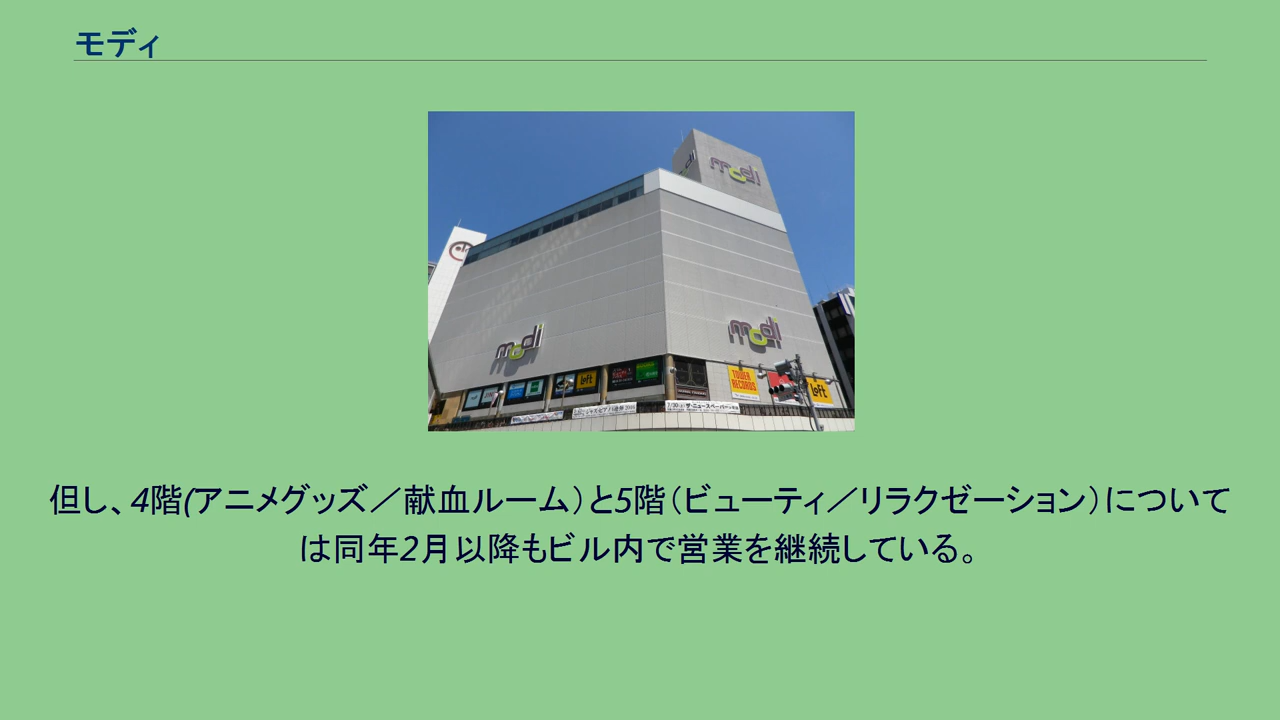 モディ
modi
modi
modi
Loft
TOWER
RECORDS
Loft
但し、4階(アニメグッズ／献血ルーム）と5階（ビューティ／リラクゼーション）について
は同年2月以降もビル内で営業を継続している。